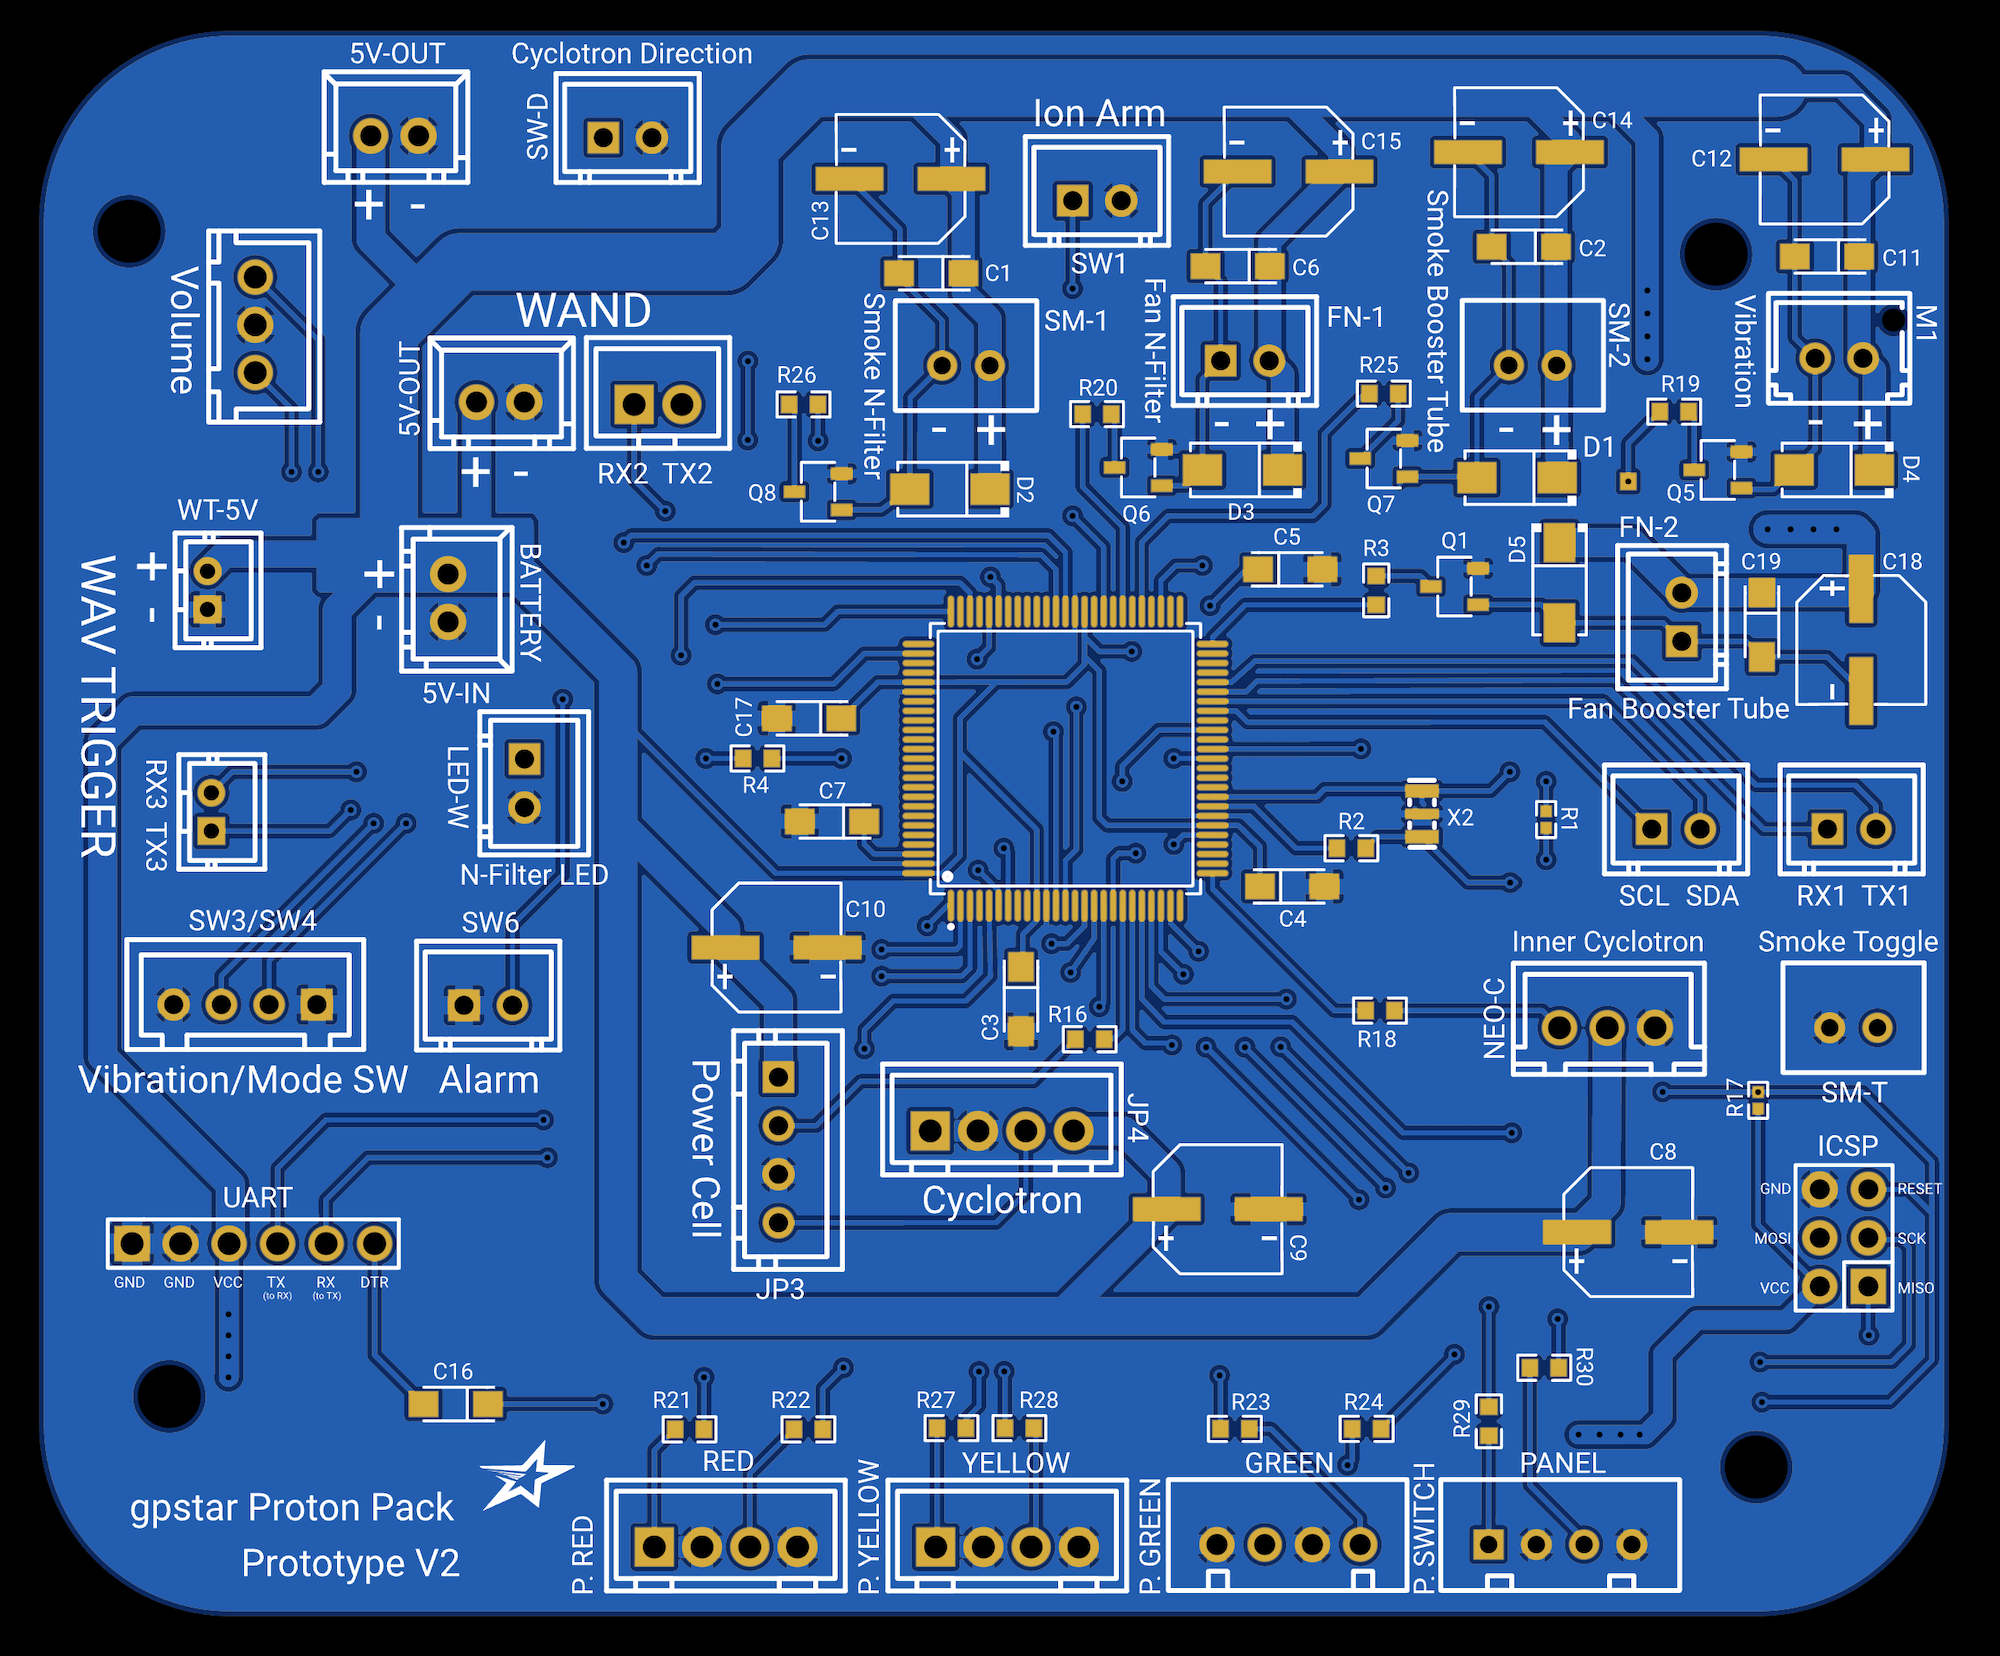 5V-OUT
+ -
Cyclotron Direction
SW-D
Ion Arm
SW1
- +
C13
C1
- +
C15
C6
- +
C14
C2
- +
C12
C11
Volume
WAND
5V-OUT
+ -
RX2 TX2
R26
Q8
Smoke N-Filter
SM-1
- +
D2
R20
Q6
Fan N-Filter
FN-1
- +
D3
R25
Q7
Smoke Booster Tube
SM-2
- +
D1
R19
Q5
Vibration
M1
- +
D4
WT-5V
+
-
WAV TRIGGER
BATTERY
+
-
5V-IN
C5
R3
Q1
D5
FN-2
C19
C18
+
-
Fan Booster Tube
RX3 TX3
LED-W
N-Filter LED
C17
R4
C7
R2
X2
R1
C4
SCL SDA
RX1 TX1
SW3/SW4
Vibration/Mode SW
SW6
Alarm
C10
+ -
C3
R16
R18
Inner Cyclotron
NEO-C
Smoke Toggle
SM-T
R17
Power Cell
JP3
JP4
Cyclotron
C9
+ -
C8
+ -
ICSP
GND RESET
MOSI SCK
VCC MISO
UART
GND GND VCC TX RX DTR
(to RX) (to TX)
C16
R21
R22
RED
P. RED
R27
R28
YELLOW
P. YELLOW
R23
R24
GREEN
P. GREEN
R29
R30
PANEL
P. SWITCH
gpstar Proton Pack
Prototype V2